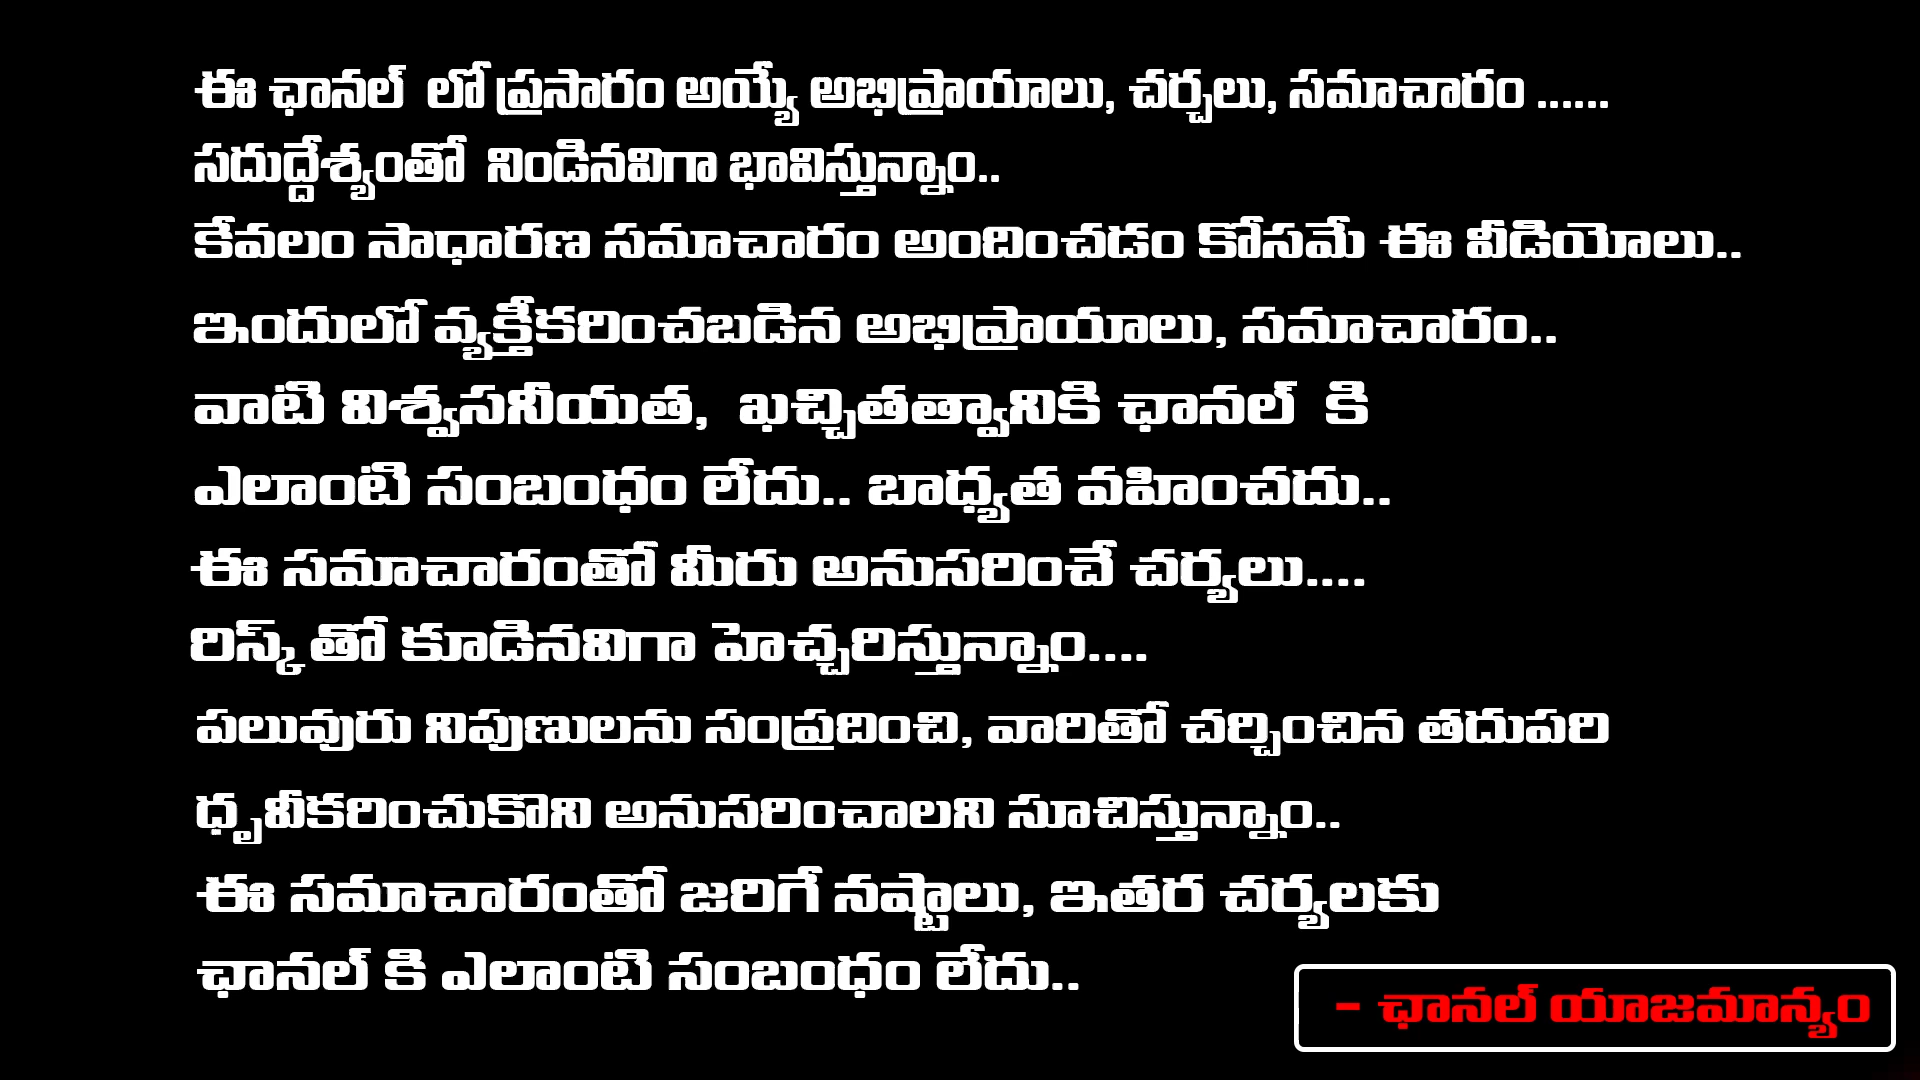 ఈ ఛానల్ లో ప్రసారం అయ్యే అభిప్రాయాలు, చర్చలు, సమాచారం ......
సదుద్దేశ్యంతో నిండినవిగా భావిస్తున్నాం..
కేవలం సాధారణ సమాచారం అందించడం కోసమే ఈ వీడియోలు..
ఇందులో వ్యక్తీకరించబడిన అభిప్రాయాలు, సమాచారం..
వాటి విశ్వసనీయత, ఖచ్చితత్వానికి ఛానల్ కి
ఎలాంటి సంబంధం లేదు.. బాధ్యత వహించదు..
ఈ సమాచారంతో మీరు అనుసరించే చర్యలు....
రిస్క్ తో కూడినవిగా హెచ్చరిస్తున్నాం....
పలువురు నిపుణులను సంప్రదించి, వారితో చర్చించిన తదుపరి
ధృవీకరించుకొని అనుసరించాలని సూచిస్తున్నాం..
ఈ సమాచారంతో జరిగే నష్టాలు, ఇతర చర్యలకు
ఛానల్ కి ఎలాంటి సంబంధం లేదు..
- ఛానల్ యాజమాన్యం